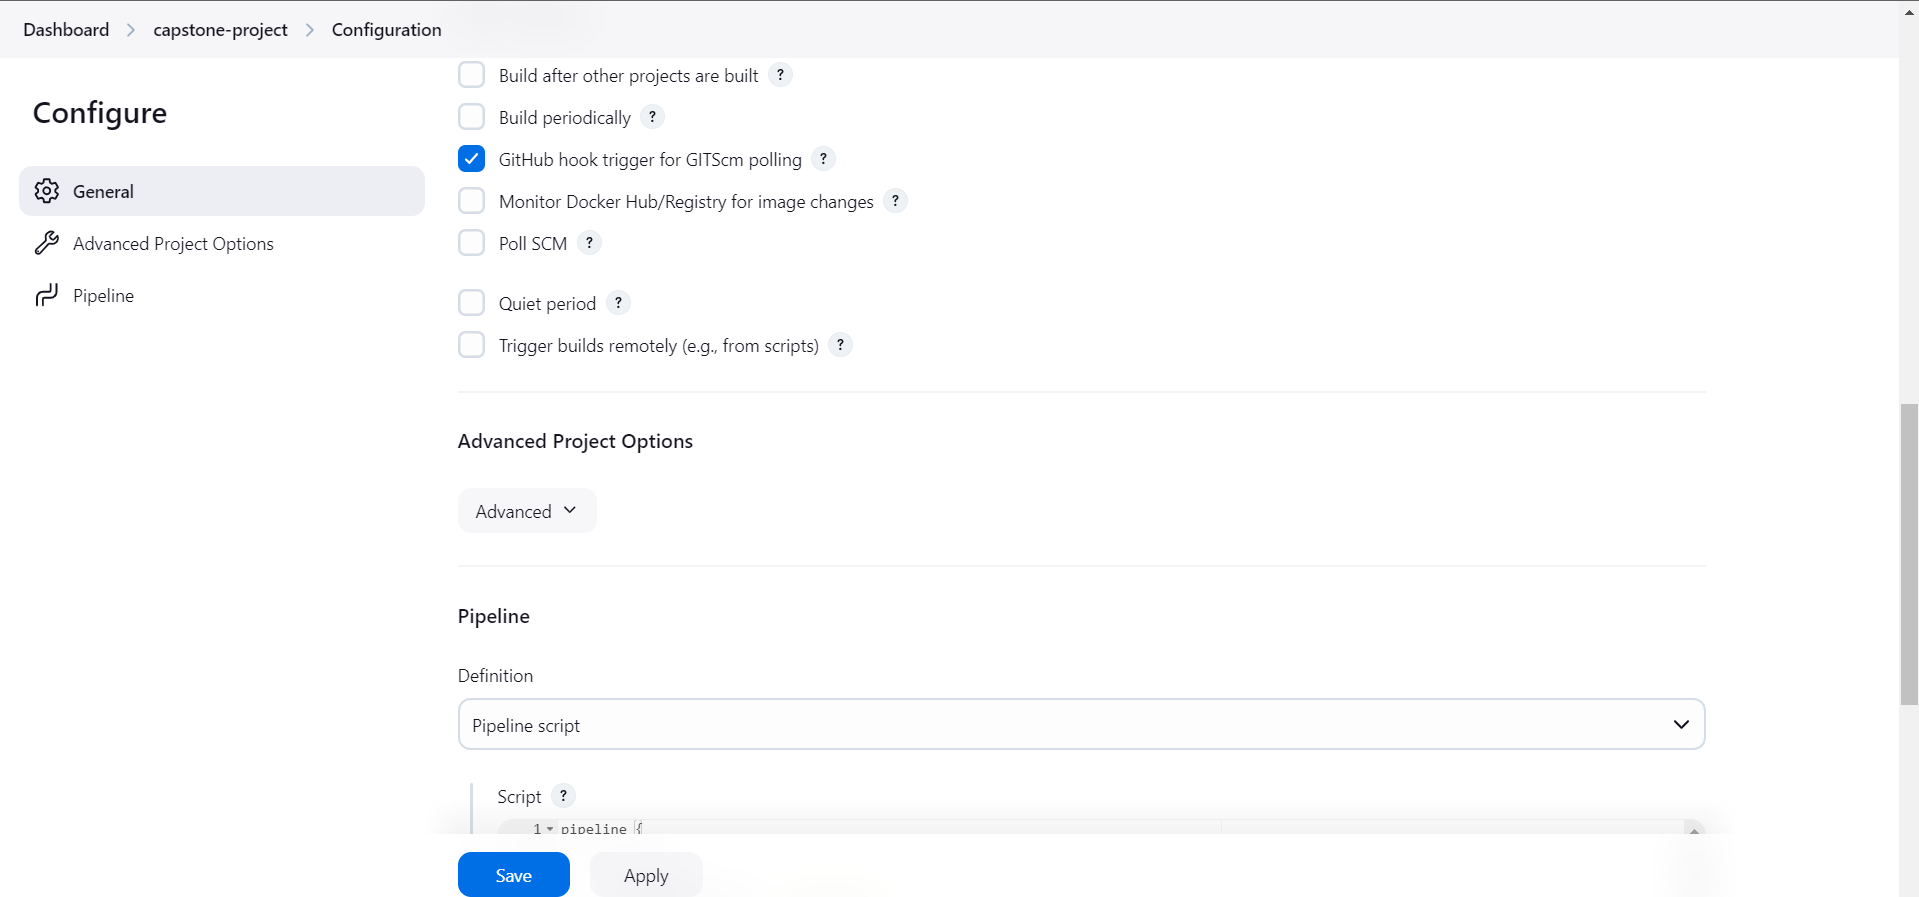 Dashboard > capstone-project > Configuration
Configure
General
Advanced Project Options
Pipeline
Build after other projects are built ?
Build periodically ?
GitHub hook trigger for GITScm polling ?
Monitor Docker Hub/Registry for image changes ?
Poll SCM ?
Quiet period ?
Trigger builds remotely (e.g., from scripts) ?
Advanced Project Options
Advanced
Pipeline
Definition
Pipeline script
Script ?
1 pipeline {
Save
Apply